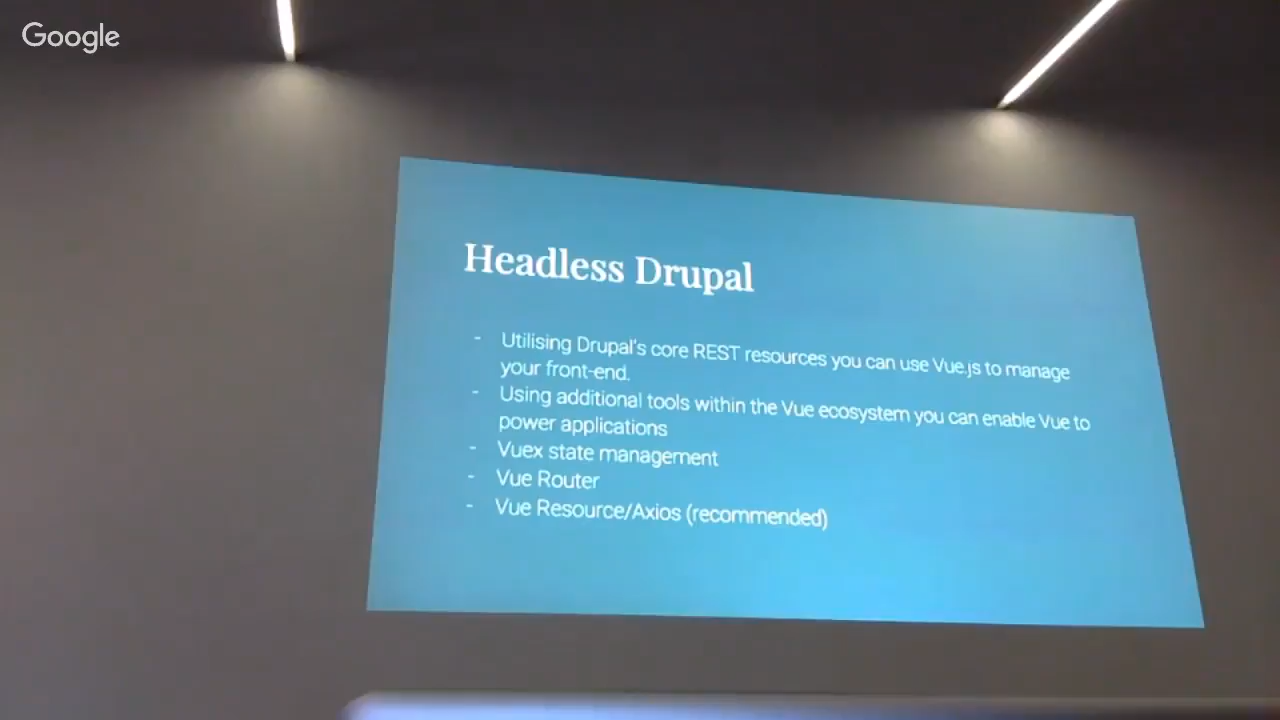 Google
Headless Drupal
- Utilising Drupal's core REST resources you can use Vue.js to manage
your front-end.
- Using additional tools within the Vue ecosystem you can enable Vue to
power applications
- Vuex state management
- Vue Router
- Vue Resource/Axios (recommended)